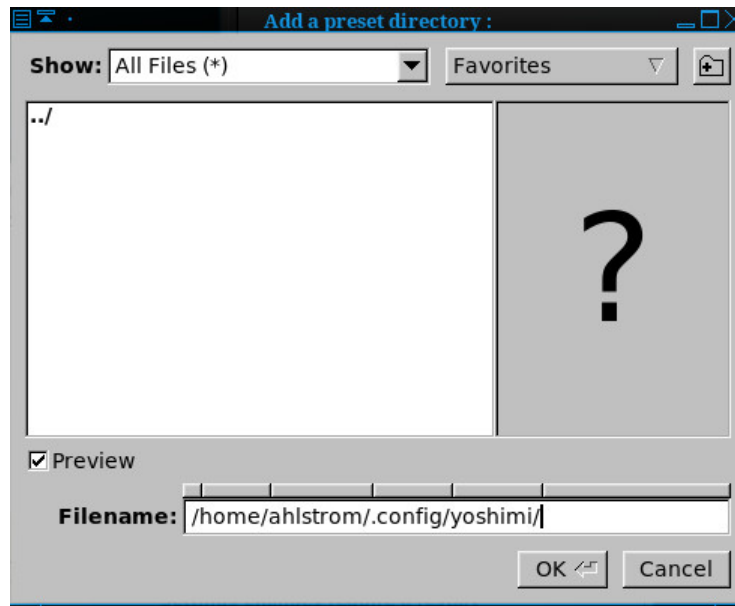 Add a preset directory :
Show: All Files (*) Favorites
../
?
Preview
Filename: /home/ahlstrom/.config/yoshimi/
OK Cancel